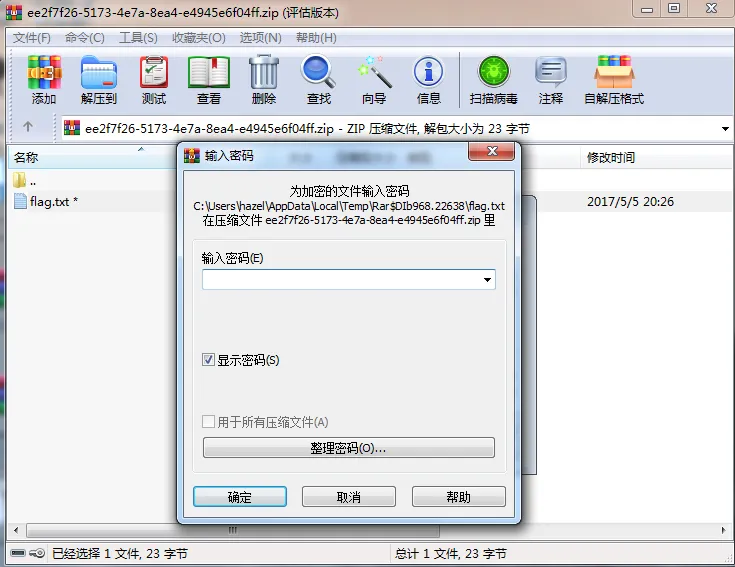 ee2f7f26-5173-4e7a-8ea4-e4945e6f04ff.zip (评估版本)
文件(F) 命令(C) 工具(S) 收藏夹(O) 选项(N) 帮助(H)
添加 解压到 测试 查看 删除 查找 向导 信息 扫描病毒 注释 自解压格式
ee2f7f26-5173-4e7a-8ea4-e4945e6f04ff.zip - ZIP 压缩文件, 解包大小为 23 字节
名称 修改时间
..
flag.txt * 2017/5/5 20:26
输入密码
为加密的文件输入密码
C:\Users\hazel\AppData\Local\Temp\Rar$DIb968.22638\flag.txt
在压缩文件 ee2f7f26-5173-4e7a-8ea4-e4945e6f04ff.zip 里
输入密码(E)
显示密码(S)
用于所有压缩文件(A)
整理密码(O)...
确定 取消 帮助
已经选择 1 文件, 23 字节 总计 1 文件, 23 字节